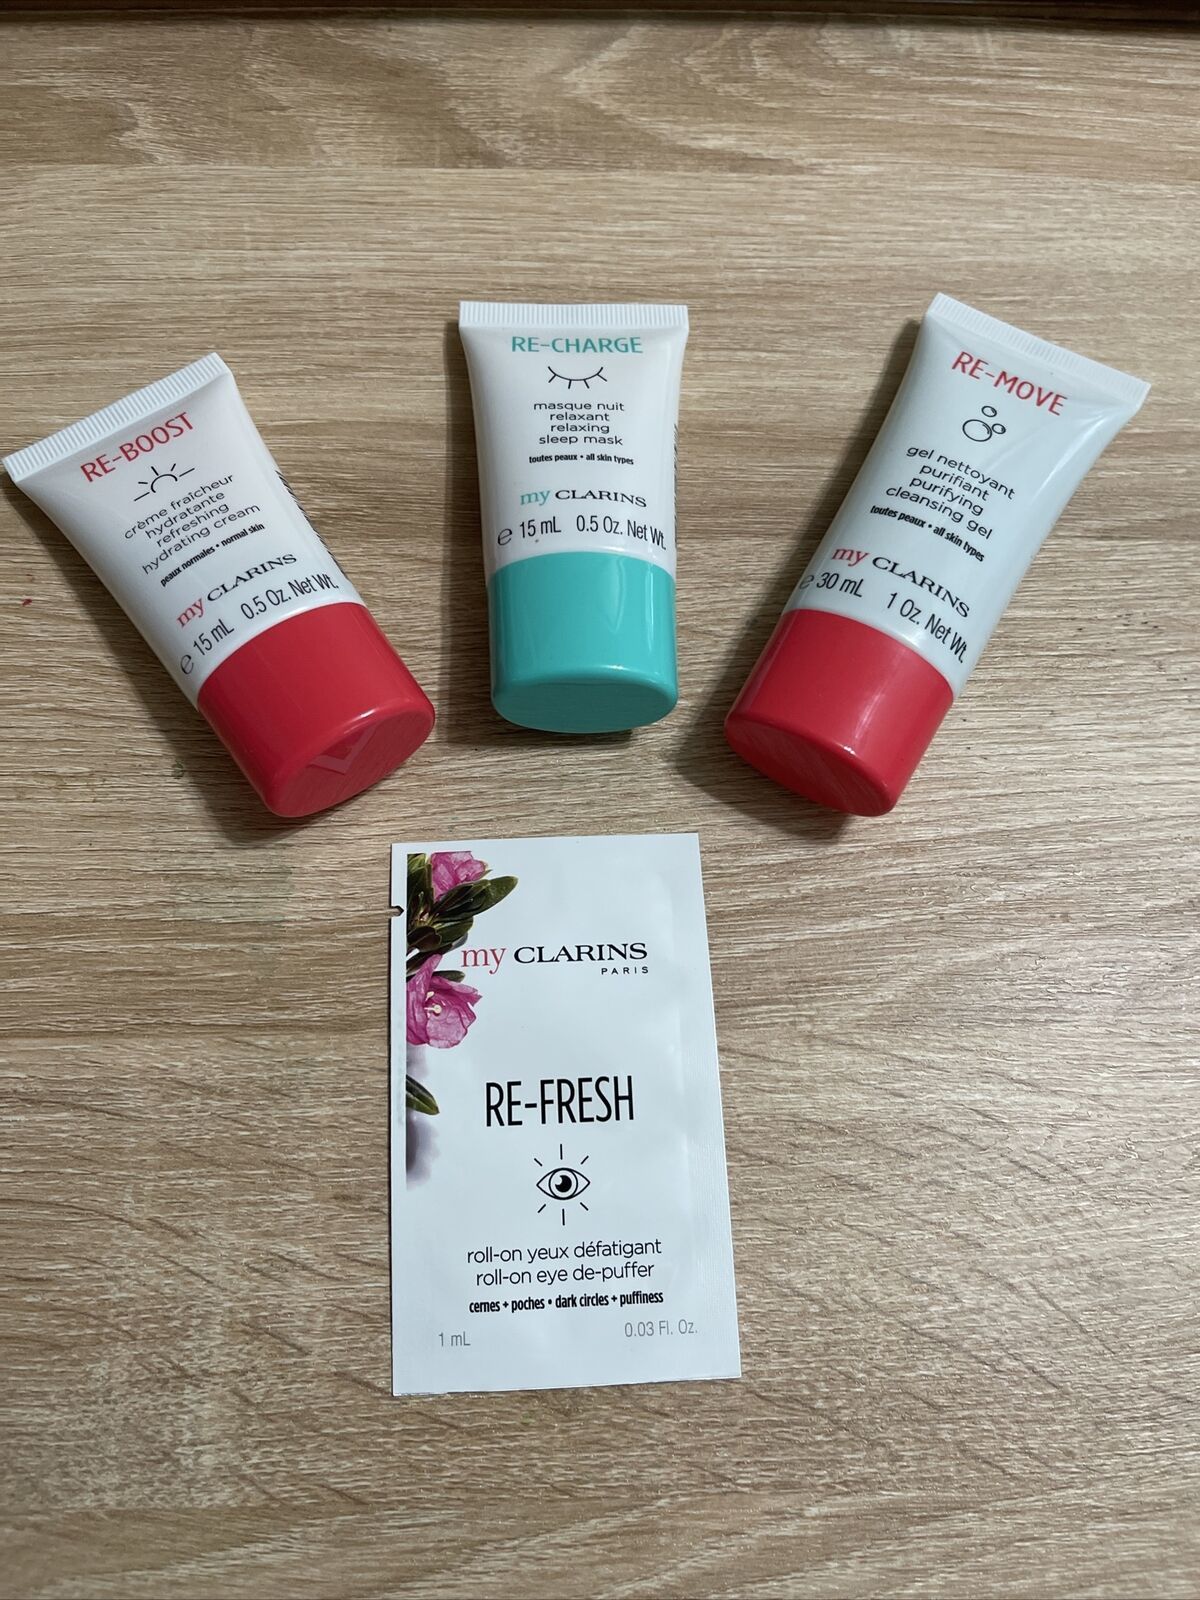 RE-BOOST
crème fraîcheur
hydratante
refreshing
hydrating cream
peaux normales • normal skin
my CLARINS
e 15 mL 0.5 Oz. Net Wt.
RE-CHARGE
masque nuit
relaxant
relaxing
sleep mask
toutes peaux • all skin types
my CLARINS
e 15 mL 0.5 Oz. Net Wt.
RE-MOVE
gel nettoyant
purifiant
purifying
cleansing gel
toutes peaux • all skin types
my CLARINS
e 30 mL 1 Oz. Net Wt.
my CLARINS
PARIS
RE-FRESH
roll-on yeux défatigant
roll-on eye de-puffer
cernes + poches • dark circles + puffiness
1 mL 0.03 Fl. Oz.